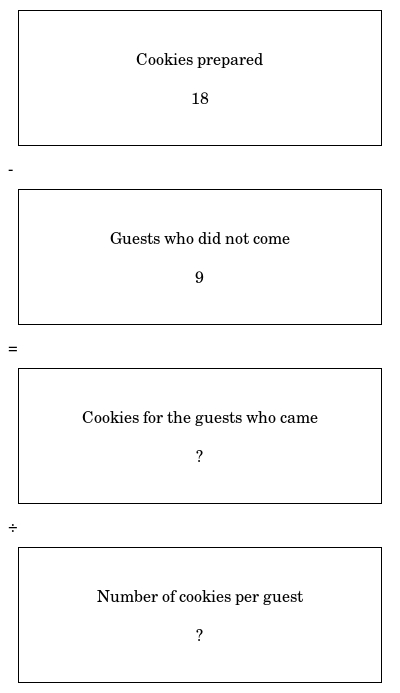 Cookies prepared
18
-
Guests who did not come
9
=
Cookies for the guests who came
?
÷
Number of cookies per guest
?